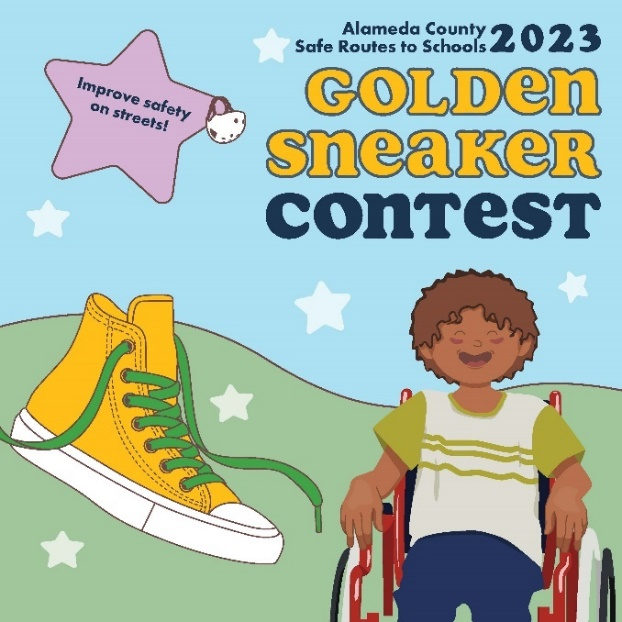 Alameda County
Safe Routes to Schools 2023
GOLDEN
SNEAKER
CONTEST
Improve safety
on streets!